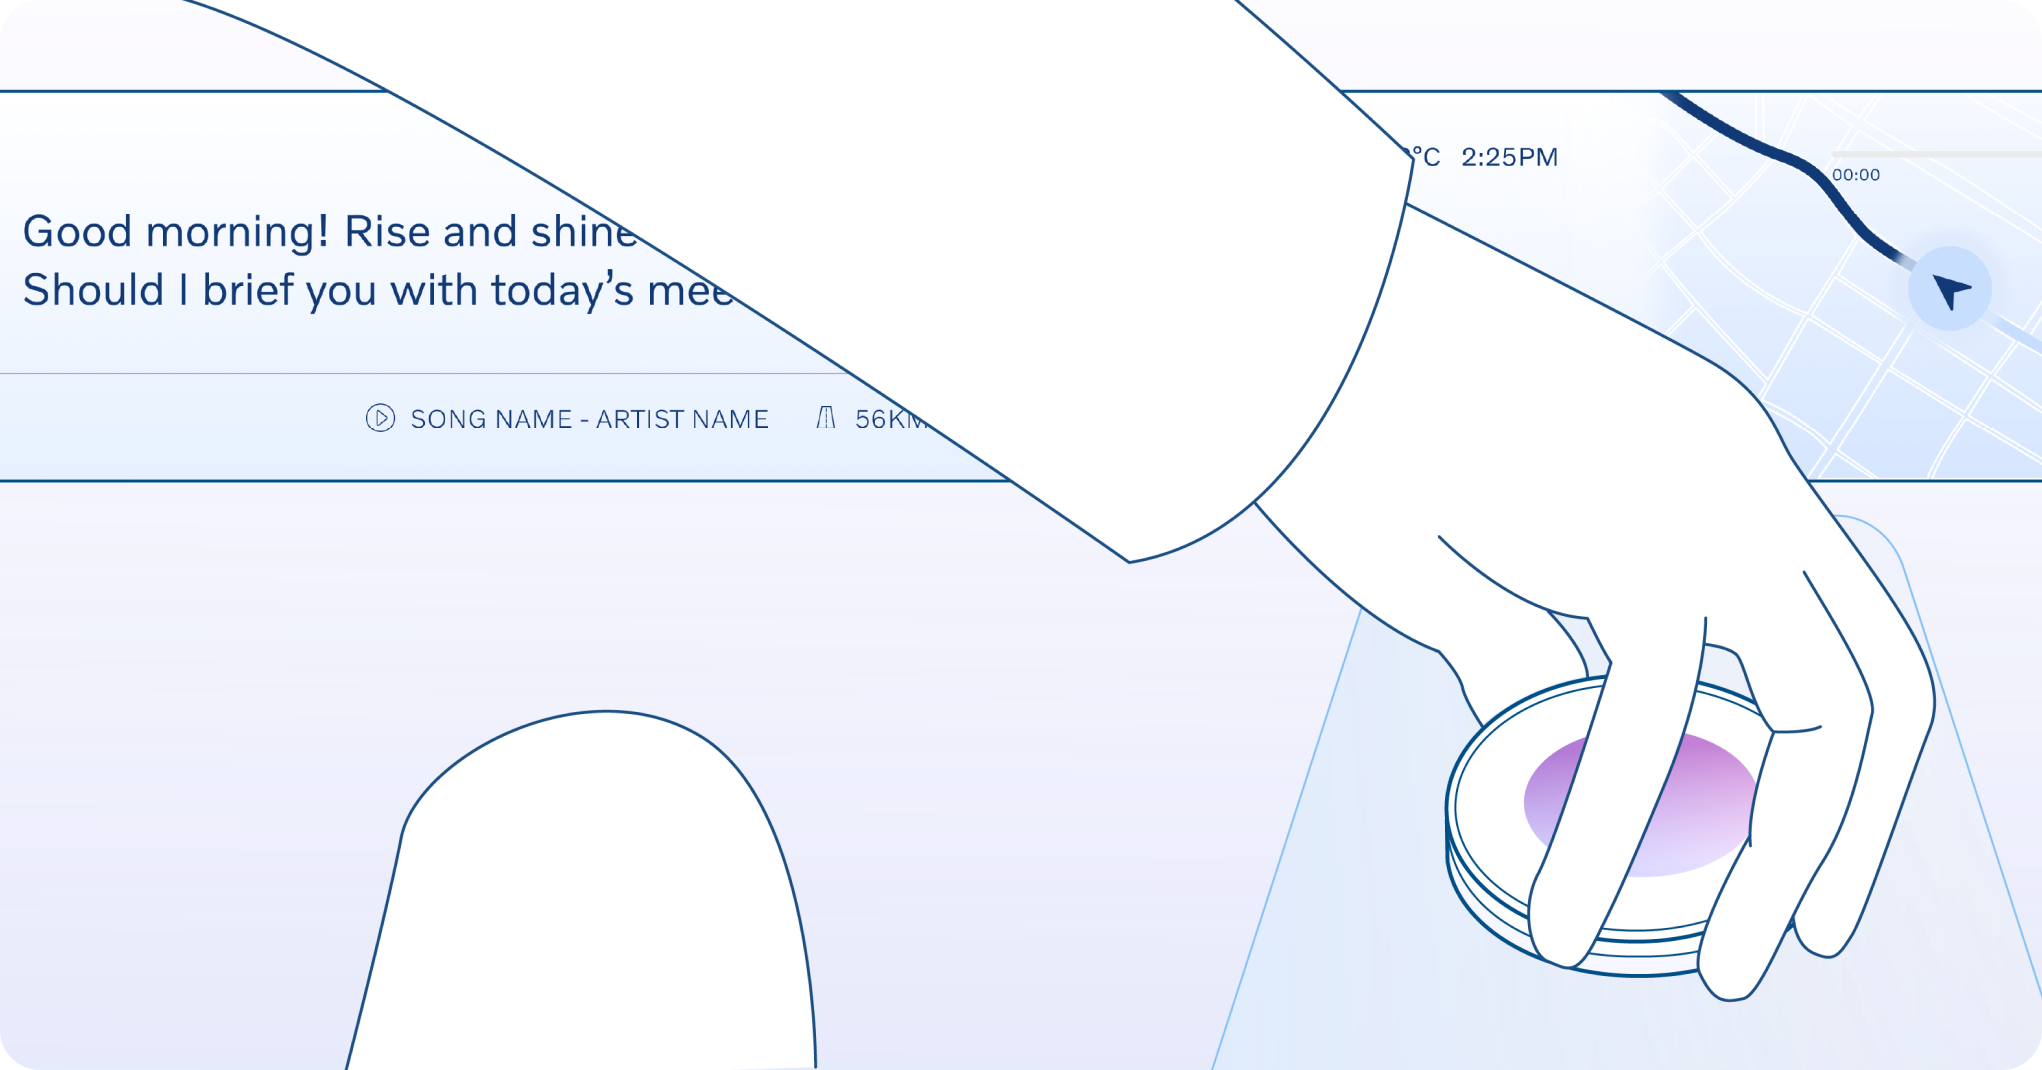 °C 2:25PM
00:00
Good morning! Rise and shine
Should I brief you with today’s mee
SONG NAME - ARTIST NAME 56KM